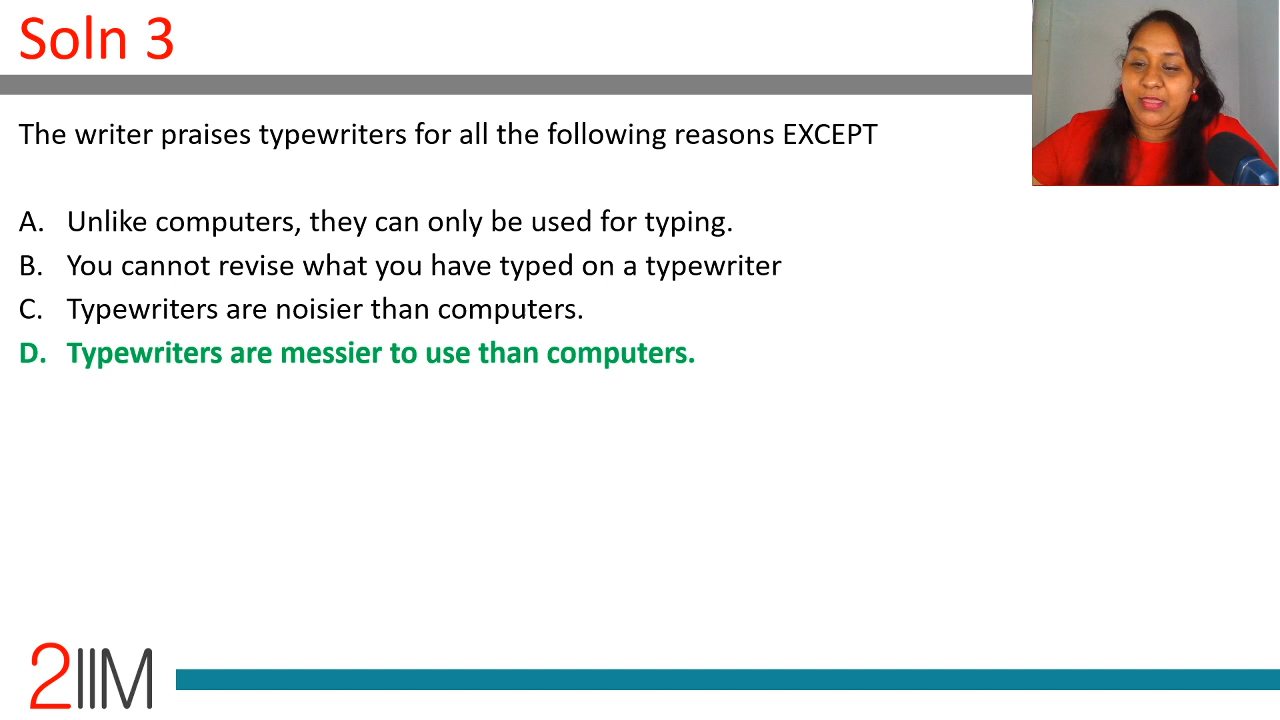 Soln 3
The writer praises typewriters for all the following reasons EXCEPT
A. Unlike computers, they can only be used for typing.
B. You cannot revise what you have typed on a typewriter
C. Typewriters are noisier than computers.
D. Typewriters are messier to use than computers.
2IIM